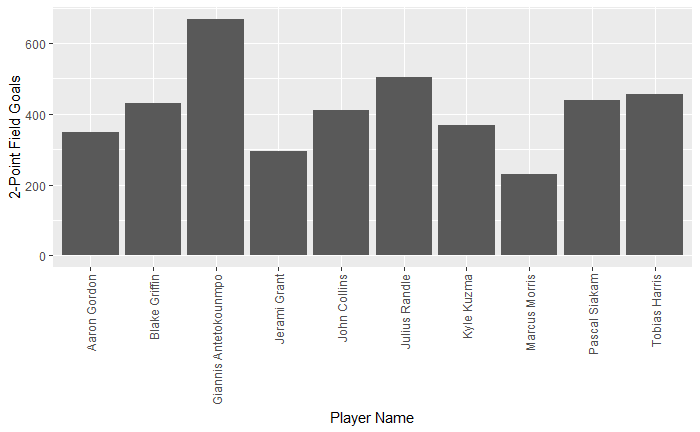 2-Point Field Goals
600
400
200
0
Aaron Gordon
Blake Griffin
Giannis Antetokounmpo
Jerami Grant
John Collins
Julius Randle
Kyle Kuzma
Marcus Morris
Pascal Siakam
Tobias Harris
Player Name